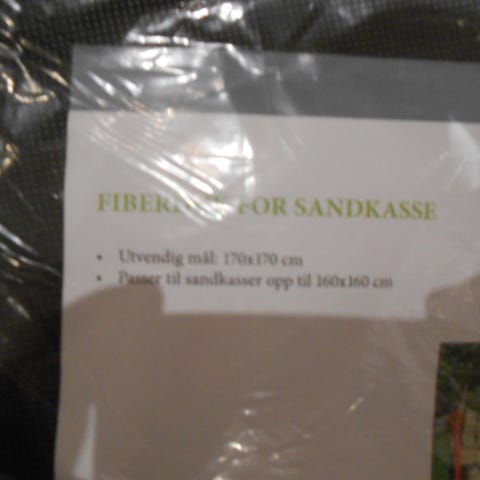 FOR SANDKASSE
• Utvendig mål: 170x170 cm
• Passer til sandkasser opp til 160x160 cm